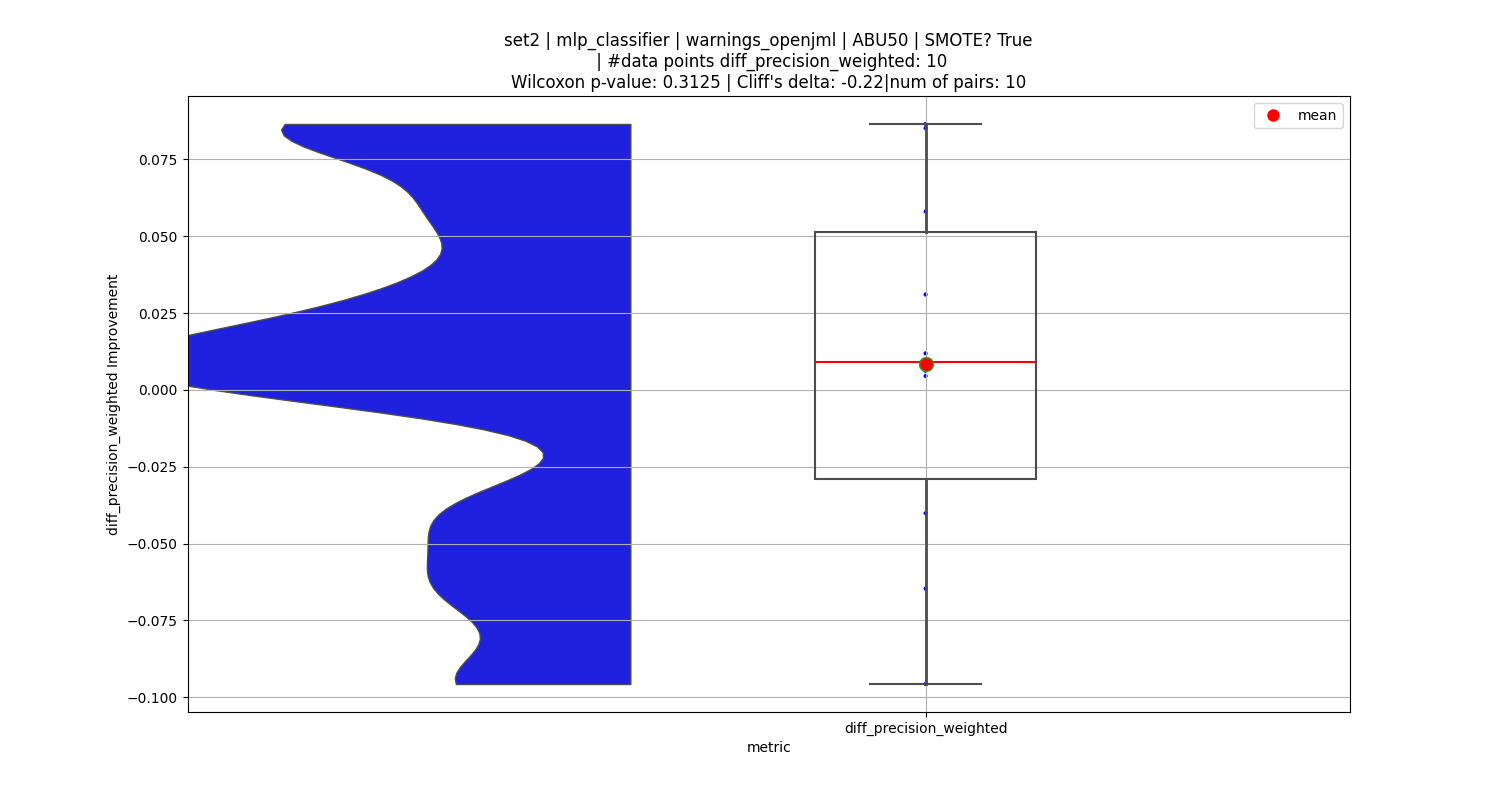 set2 | mlp_classifier | warnings_openjml | ABU50 | SMOTE? True
| #data points diff_precision_weighted: 10
Wilcoxon p-value: 0.3125 | Cliff's delta: -0.22|num of pairs: 10
mean
diff_precision_weighted Improvement
0.075
0.050
0.025
0.000
−0.025
−0.050
−0.075
−0.100
diff_precision_weighted
metric